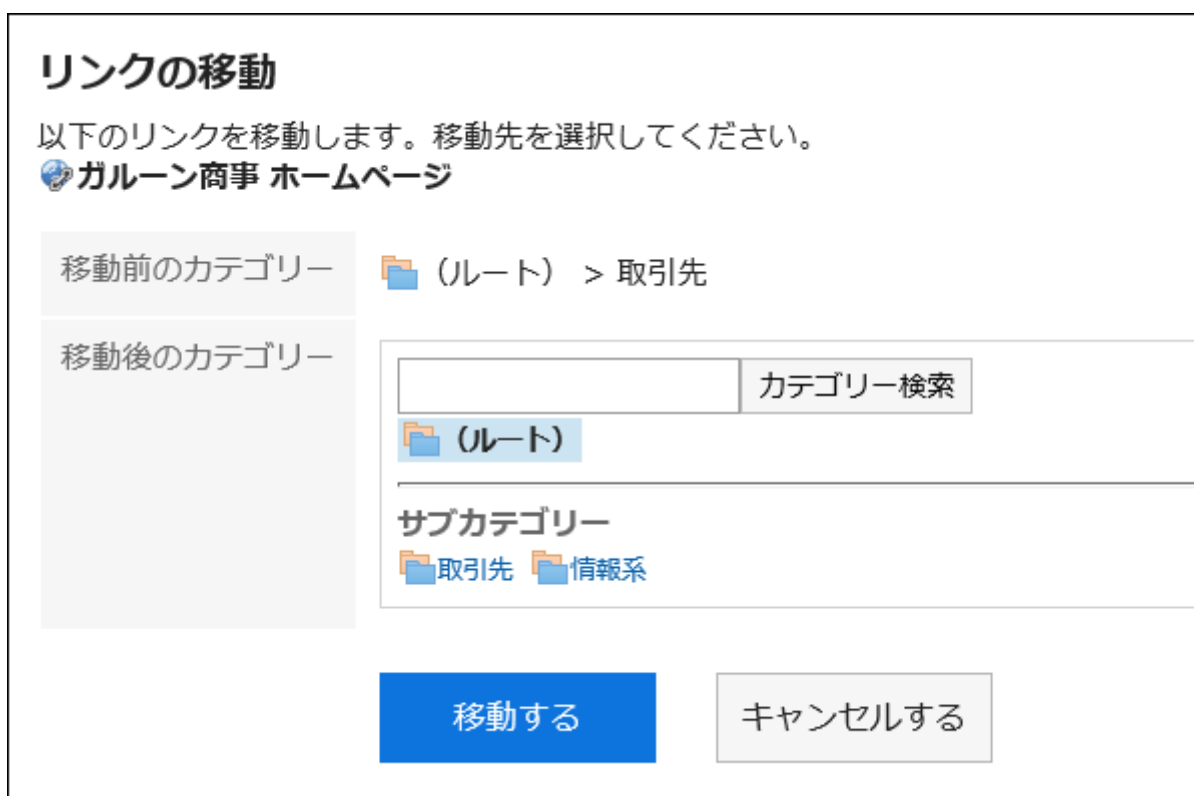 リンクの移動
以下のリンクを移動します。移動先を選択してください。
ガルーン商事 ホームページ
移動前のカテゴリー (ルート) > 取引先
移動後のカテゴリー
カテゴリー検索
(ルート)
サブカテゴリー
取引先 情報系
移動する キャンセルする